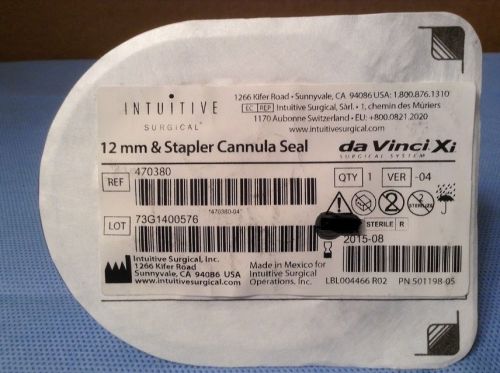 INTUITIVE
SURGICAL®
1266 Kifer Road • Sunnyvale, CA 94086 USA: 1.800.876.1310
EC REP Intuitive Surgical, Sàrl. • 1, chemin des Mûriers
1170 Aubonne Switzerland • EU: +800.0821.2020
www.intuitivesurgical.com
12 mm & Stapler Cannula Seal
da Vinci Xi
SURGICAL SYSTEM
REF 470380
QTY 1 VER -04
*470380-04*
2 STERILIZE
LOT 73G1400576
STERILE R
2015-08
Intuitive Surgical, Inc.
1266 Kifer Road
Sunnyvale, CA 94086 USA
www.intuitivesurgical.com
Made in Mexico for
Intuitive Surgical
Operations, Inc.
LBL004466 R02 PN:501198-05